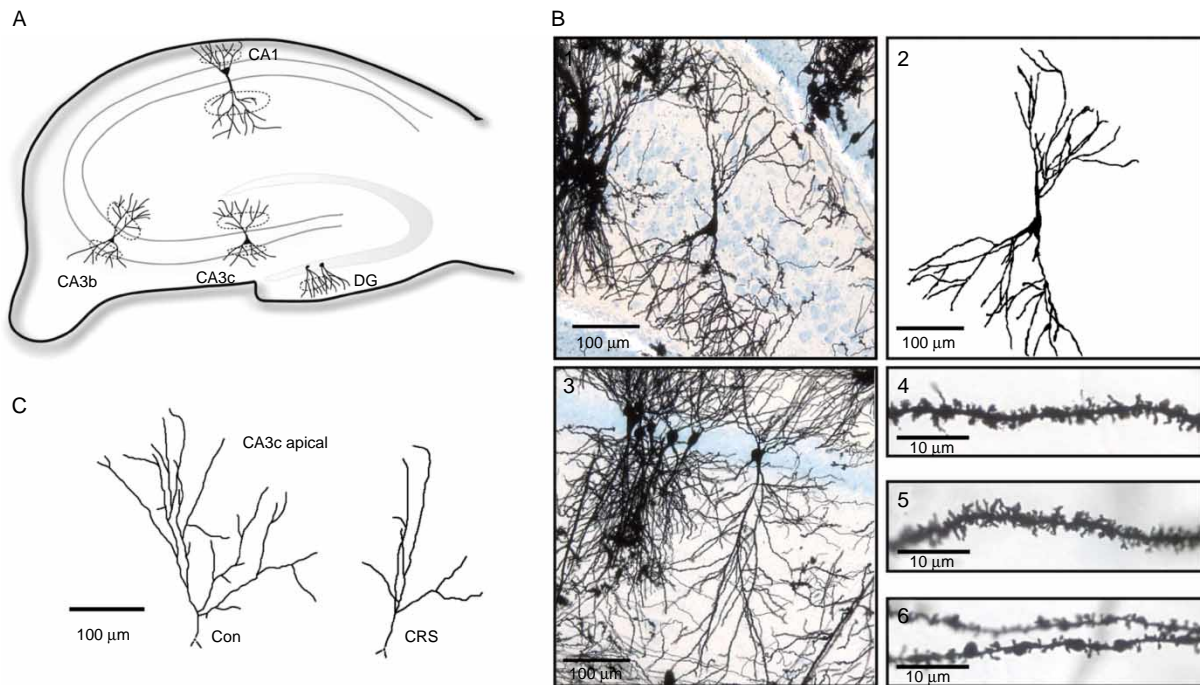 A
CA1
CA3b
CA3c
DG
B
1
100 μm
2
100 μm
3
100 μm
4
10 μm
5
10 μm
6
10 μm
C
CA3c apical
100 μm
Con
CRS